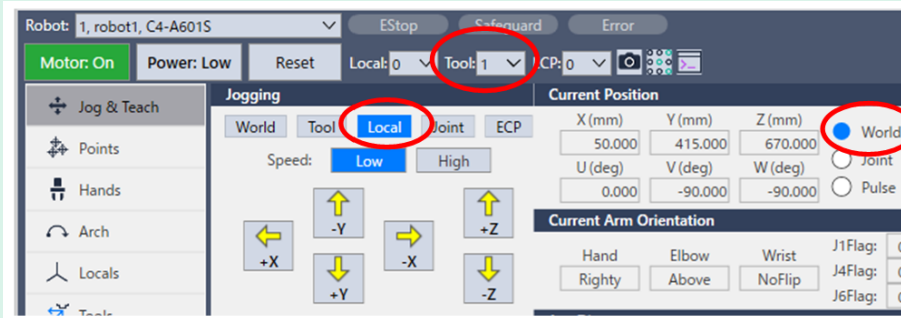 Robot: 1, robot1, C4-A601S EStop Safeguard Error
Motor: On Power: Low Reset Local: 0 Tool: 1 ECP: 0
Jog & Teach
Points
Hands
Arch
Locals
Tools
Jogging
World Tool Local Joint ECP
Speed: Low High
-Y +Z
+X -X
+Y -Z
Current Position
X (mm) Y (mm) Z (mm)
50.000 415.000 670.000
U (deg) V (deg) W (deg)
0.000 -90.000 -90.000
World
Joint
Pulse
Current Arm Orientation
Hand Elbow Wrist
Righty Above NoFlip
J1Flag:
J4Flag:
J6Flag: